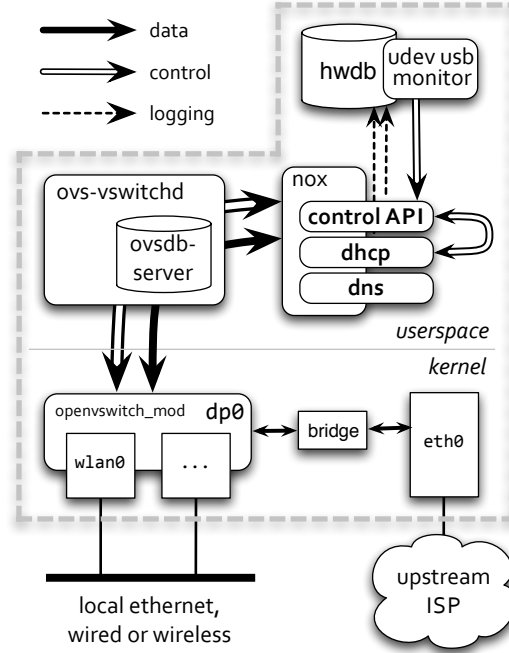 data
control
logging
hwdb
udev usb
monitor
ovs-vswitchd
ovsdb-
server
nox
control API
dhcp
dns
userspace
kernel
openvswitch_mod
dp0
wlan0
...
bridge
eth0
local ethernet,
wired or wireless
upstream
ISP